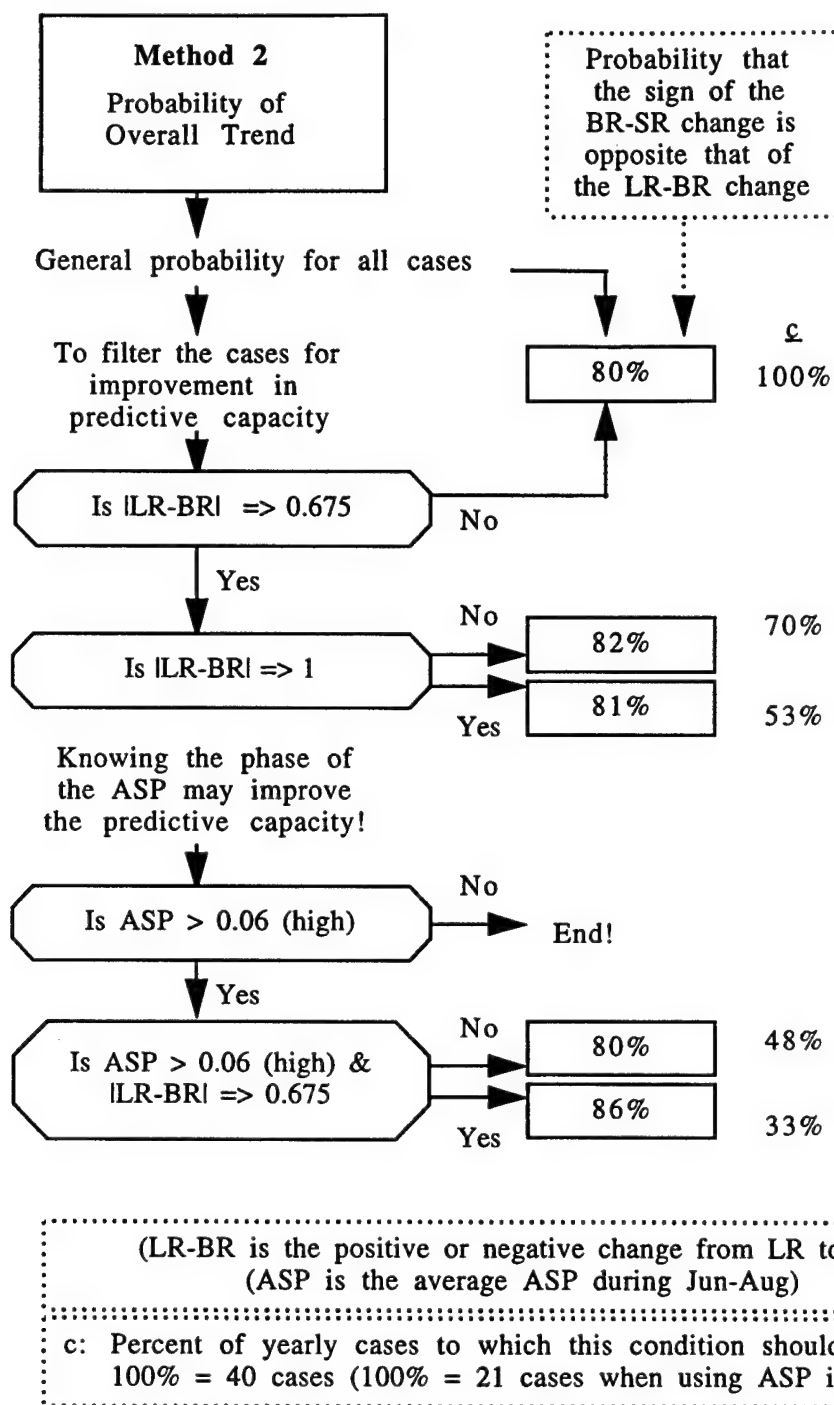 Method 2
Probability of
Overall Trend
Probability that
the sign of the
BR-SR change is
opposite that of
the LR-BR change
General probability for all cases
c
80%
100%
To filter the cases for
improvement in
predictive capacity
Is |LR-BR| => 0.675
No
Yes
Is |LR-BR| => 1
No
82%
70%
81%
53%
Yes
Knowing the phase of
the ASP may improve
the predictive capacity!
Is ASP > 0.06 (high)
No
End!
Yes
Is ASP > 0.06 (high) &
|LR-BR| => 0.675
No
80%
48%
86%
33%
Yes
(LR-BR is the positive or negative change from LR to
(ASP is the average ASP during Jun-Aug)
c: Percent of yearly cases to which this condition should
100% = 40 cases (100% = 21 cases when using ASP i